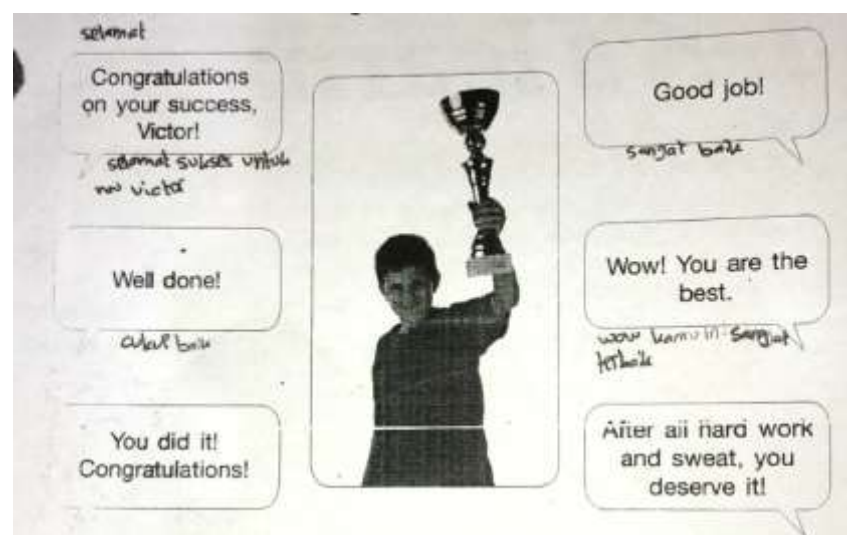 selamat
Congratulations
on your success,
Victor!
selamat sukses untuk
mu victor
Well done!
cukup baik
You did it!
Congratulations!
Good job!
sangat baik
Wow! You are the
best.
wow kamu sangat
terbaik
After all hard work
and sweat, you
deserve it!